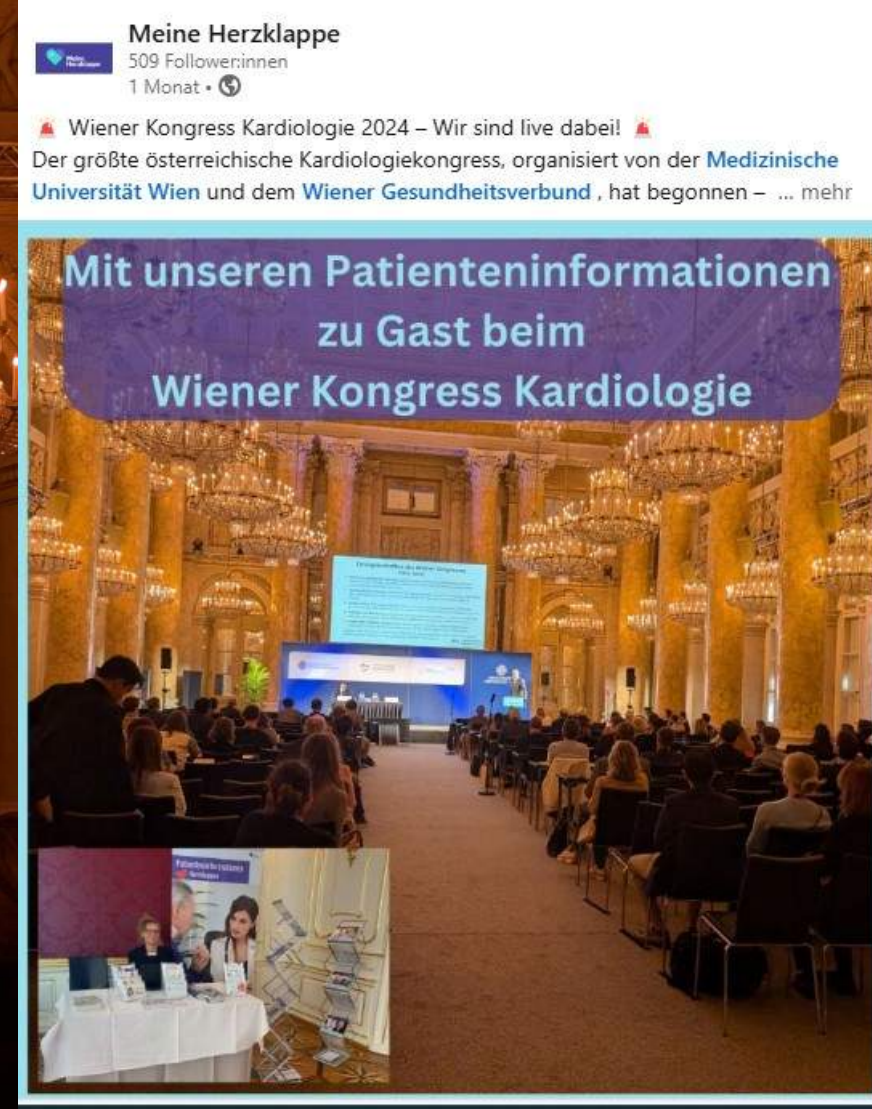 Meine Herzklappe
509 Follower:innen
1 Monat •
Wiener Kongress Kardiologie 2024 – Wir sind live dabei!
Der größte österreichische Kardiologiekongress, organisiert von der Medizinische
Universität Wien und dem Wiener Gesundheitsverbund , hat begonnen – ... mehr
Mit unseren Patienteninformationen
zu Gast beim
Wiener Kongress Kardiologie
Patienteninformationen